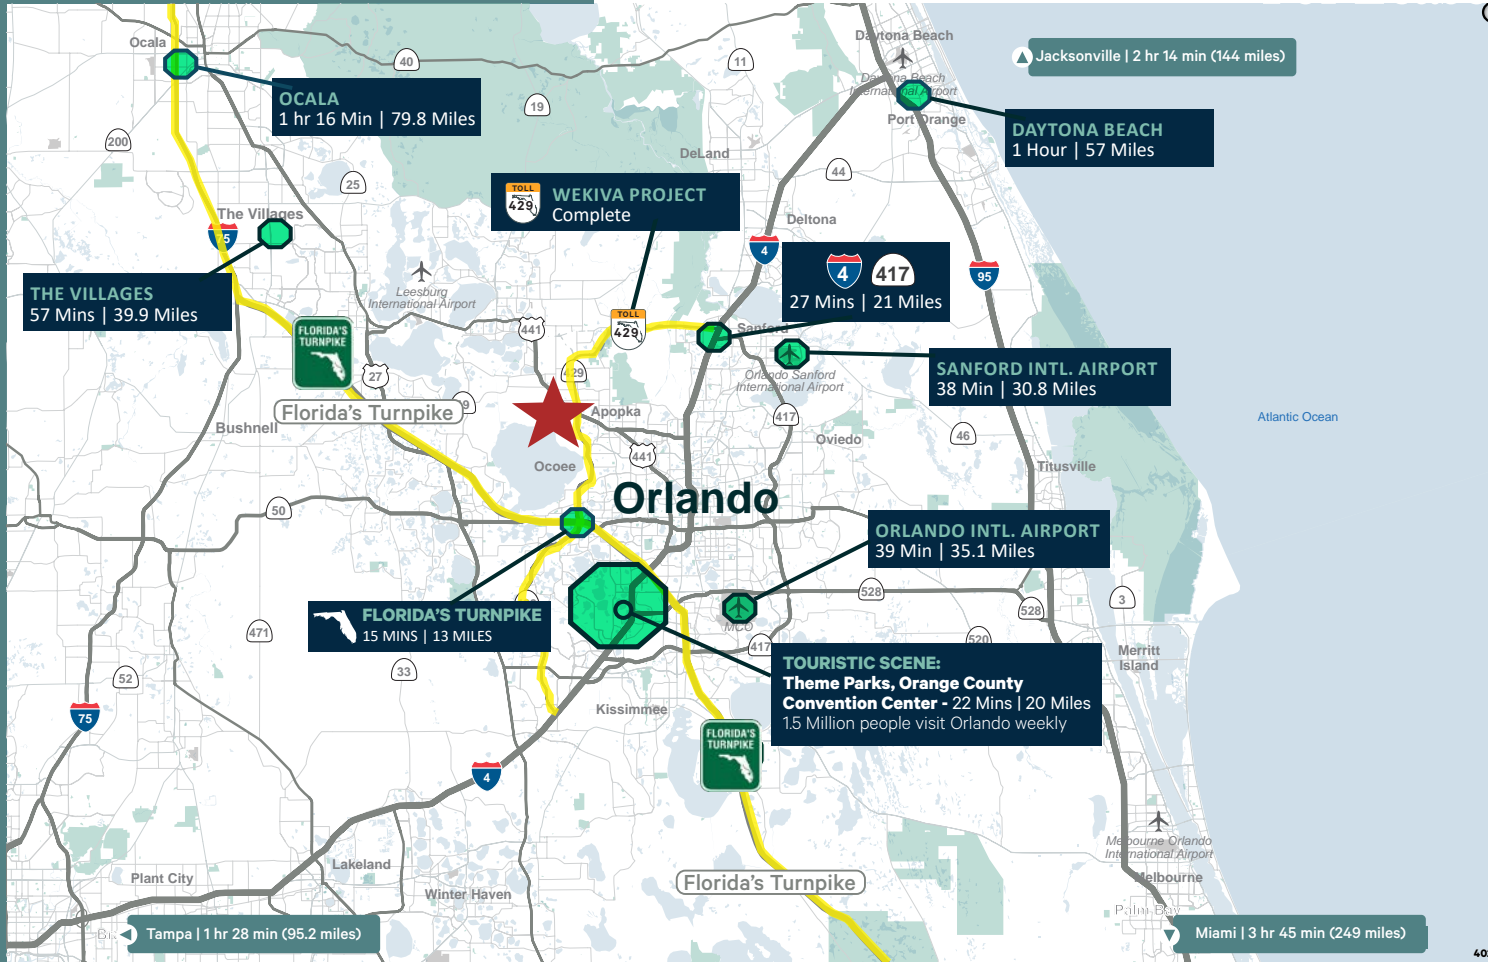 Ocala
40
11
Daytona Beach
Jacksonville | 2 hr 14 min (144 miles)
Daytona Beach
International Airport
OCALA
1 hr 16 Min | 79.8 Miles
19
Port Orange
DAYTONA BEACH
1 Hour | 57 Miles
200
DeLand
44
25
TOLL
429
WEKIVA PROJECT
Complete
The Villages
Deltona
75
4
4
417
27 Mins | 21 Miles
95
Leesburg
International Airport
THE VILLAGES
57 Mins | 39.9 Miles
441
TOLL
429
Sanford
FLORIDA'S
TURNPIKE
SANFORD INTL. AIRPORT
38 Min | 30.8 Miles
27
429
Orlando Sanford
International Airport
Florida's Turnpike
9
Apopka
417
Atlantic Ocean
Bushnell
Oviedo
46
441
Ocoee
Titusville
Orlando
50
ORLANDO INTL. AIRPORT
39 Min | 35.1 Miles
528
3
528
FLORIDA'S TURNPIKE
15 MINS | 13 MILES
MCO
471
417
520
33
52
TOURISTIC SCENE:
Theme Parks, Orange County
Convention Center - 22 Mins | 20 Miles
1.5 Million people visit Orlando weekly
Merritt
Island
75
Kissimmee
FLORIDA'S
TURNPIKE
4
Melbourne Orlando
International Airport
Lakeland
Plant City
Florida's Turnpike
Melbourne
Winter Haven
Palm Bay
Tampa | 1 hr 28 min (95.2 miles)
Miami | 3 hr 45 min (249 miles)